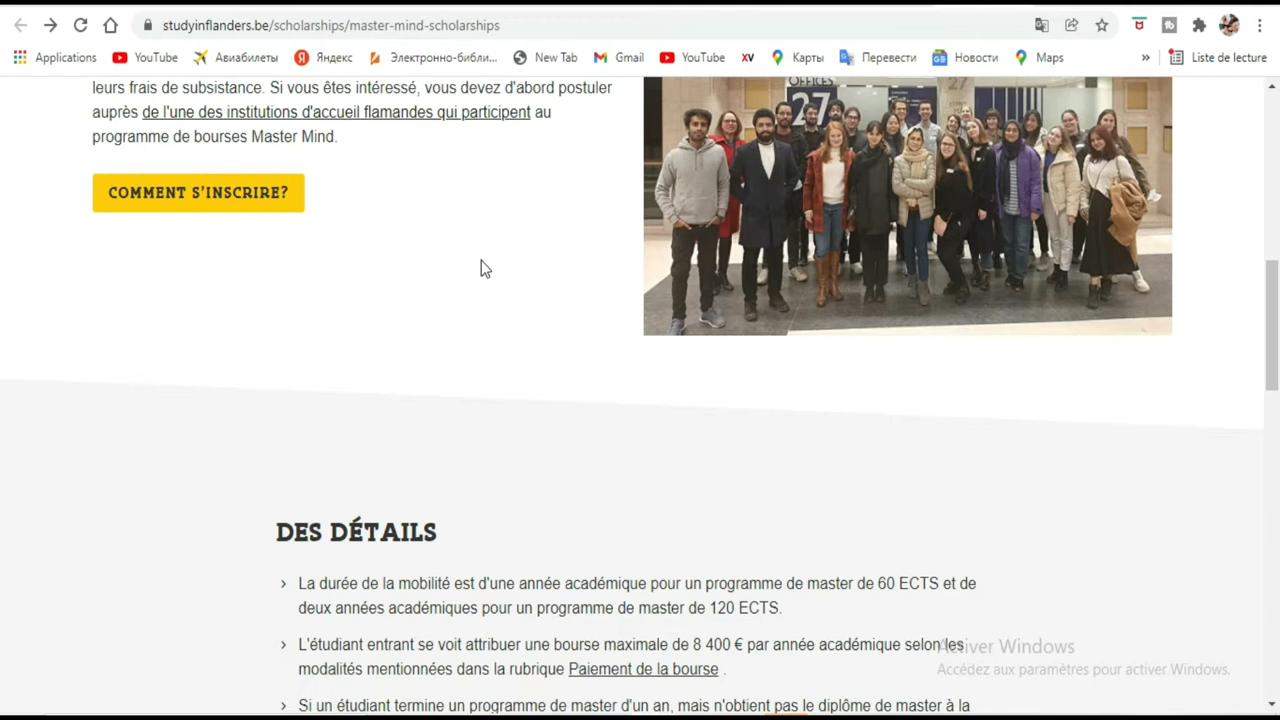 studyinflanders.be/scholarships/master-mind-scholarships
Applications YouTube Авиабилеты Яндекс Электронно-библи... New Tab Gmail YouTube XV Карты Перевести Новости Maps » Liste de lecture
leurs frais de subsistance. Si vous êtes intéressé, vous devez d'abord postuler
auprès de l'une des institutions d'accueil flamandes qui participent au
programme de bourses Master Mind.
COMMENT S'INSCRIRE?
OFFICES
27
27
DES DÉTAILS
› La durée de la mobilité est d'une année académique pour un programme de master de 60 ECTS et de
deux années académiques pour un programme de master de 120 ECTS.
› L'étudiant entrant se voit attribuer une bourse maximale de 8 400 € par année académique selon les
modalités mentionnées dans la rubrique Paiement de la bourse .
› Si un étudiant termine un programme de master d'un an, mais n'obtient pas le diplôme de master à la
Activer Windows
Accédez aux paramètres pour activer Windows.